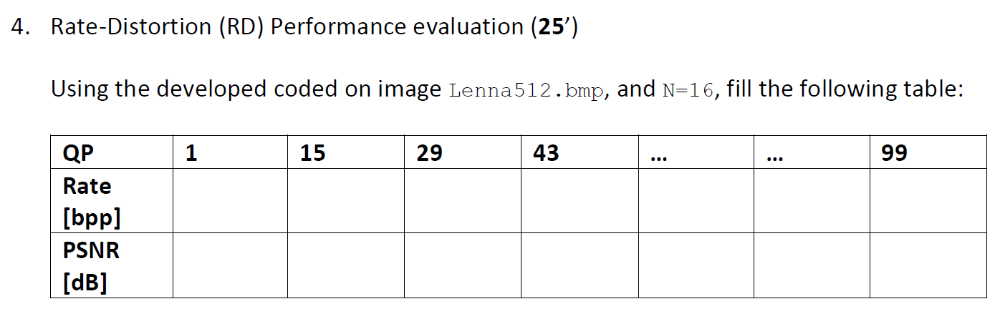 4. Rate-Distortion (RD) Performance evaluation (25’)
Using the developed coded on image Lenna512.bmp, and N=16, fill the following table:
QP 1 15 29 43 ... ... 99
Rate
[bpp]
PSNR
[dB]